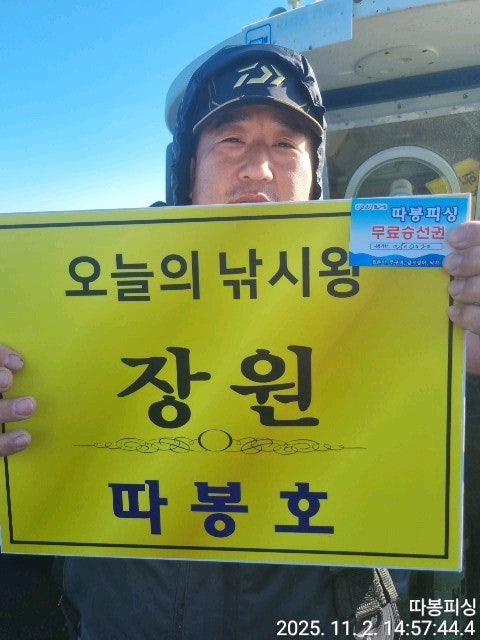 따봉피싱
무료승선권
오늘의 낚시왕
장원
따봉호
따봉피싱
2025. 11. 2. 14:57:44.4